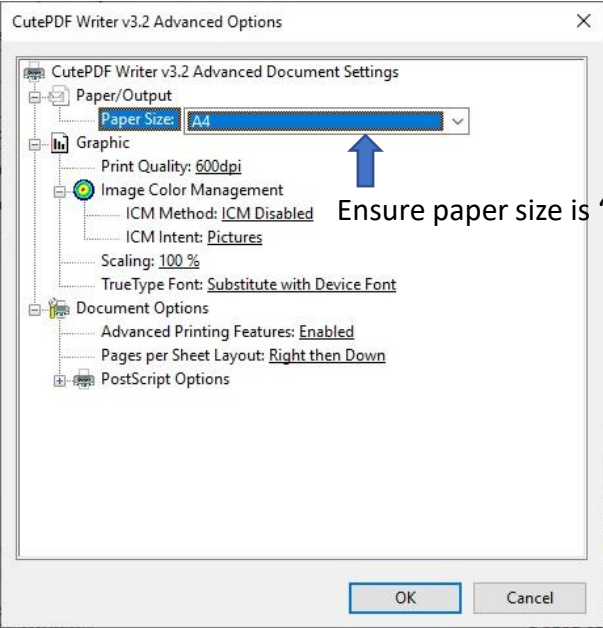 CutePDF Writer v3.2 Advanced Options
CutePDF Writer v3.2 Advanced Document Settings
Paper/Output
Paper Size: A4
Graphic
Print Quality: 600dpi
Image Color Management
ICM Method: ICM Disabled
Ensure paper size is ‘
ICM Intent: Pictures
Scaling: 100 %
TrueType Font: Substitute with Device Font
Document Options
Advanced Printing Features: Enabled
Pages per Sheet Layout: Right then Down
PostScript Options
OK Cancel